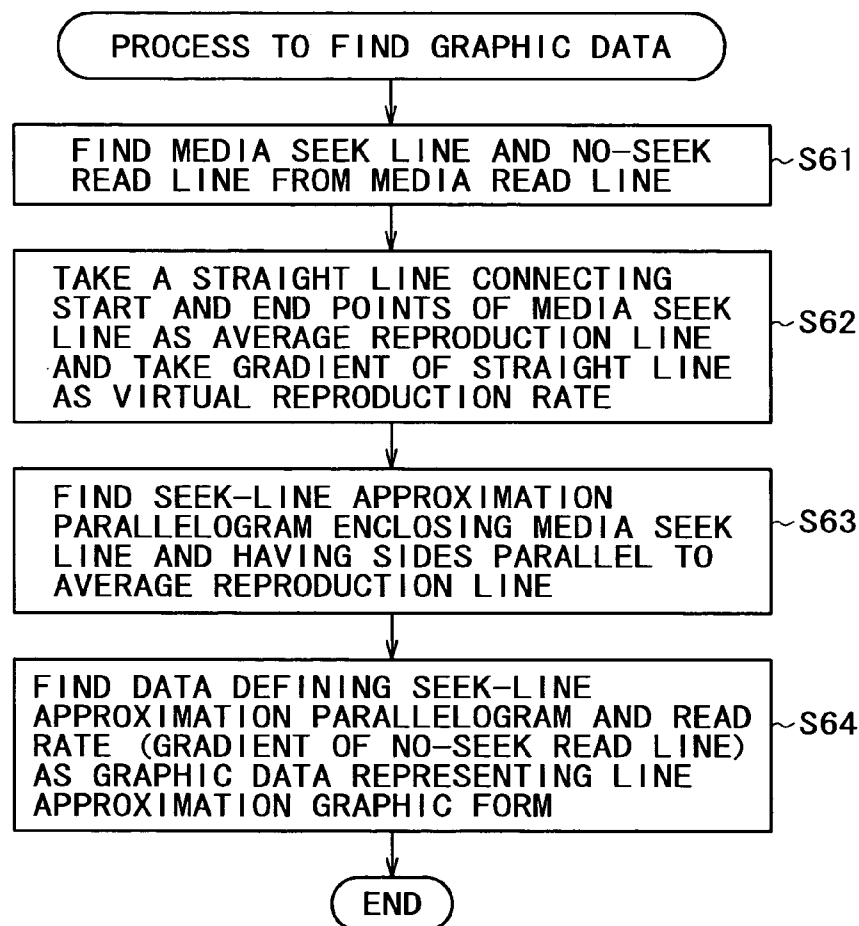 PROCESS TO FIND GRAPHIC DATA
FIND MEDIA SEEK LINE AND NO-SEEK
READ LINE FROM MEDIA READ LINE
S61
TAKE A STRAIGHT LINE CONNECTING
START AND END POINTS OF MEDIA SEEK
LINE AS AVERAGE REPRODUCTION LINE
AND TAKE GRADIENT OF STRAIGHT LINE
AS VIRTUAL REPRODUCTION RATE
S62
FIND SEEK-LINE APPROXIMATION
PARALLELOGRAM ENCLOSING MEDIA SEEK
LINE AND HAVING SIDES PARALLEL TO
AVERAGE REPRODUCTION LINE
S63
FIND DATA DEFINING SEEK-LINE
APPROXIMATION PARALLELOGRAM AND READ
RATE (GRADIENT OF NO-SEEK READ LINE)
AS GRAPHIC DATA REPRESENTING LINE
APPROXIMATION GRAPHIC FORM
S64
END